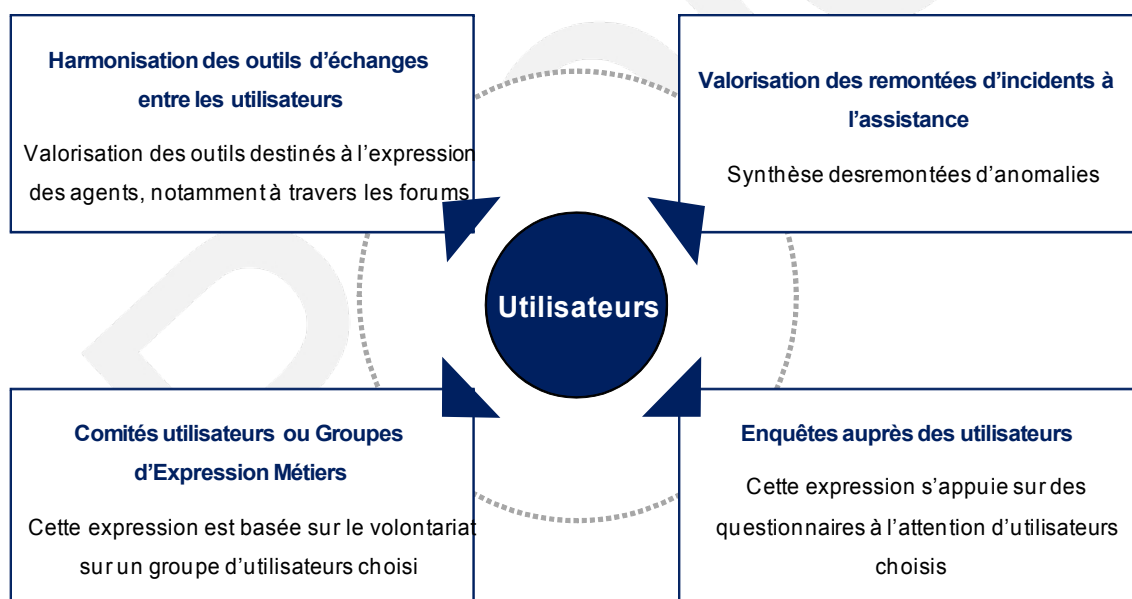 Harmonisation des outils d'échanges
entre les utilisateurs
Valorisation des outils destinés à l'expression
des agents, notamment à travers les forums
Valorisation des remontées d'incidents à
l'assistance
Synthèse desremontées d'anomalies
Utilisateurs
Comités utilisateurs ou Groupes
d'Expression Métiers
Cette expression est basée sur le volontariat
sur un groupe d'utilisateurs choisi
Enquêtes auprès des utilisateurs
Cette expression s'appuie sur des
questionnaires à l'attention d'utilisateurs
choisis